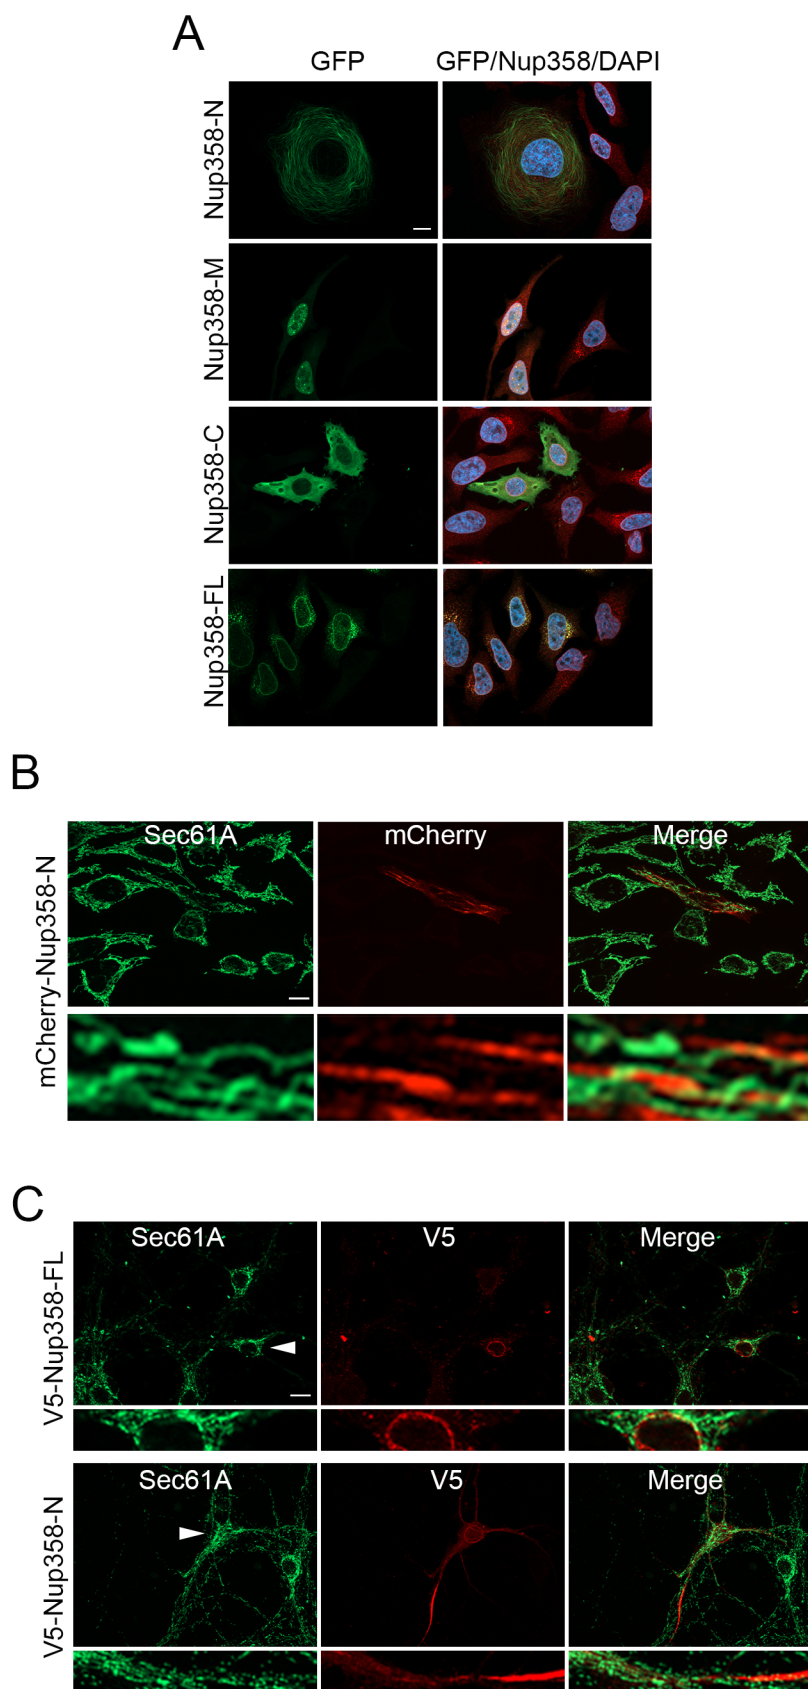 A
GFP
GFP/Nup358/DAPI
Nup358-N
Nup358-M
Nup358-C
Nup358-FL
B
mCherry-Nup358-N
Sec61A
mCherry
Merge
C
V5-Nup358-FL
Sec61A
V5
Merge
V5-Nup358-N
Sec61A
V5
Merge